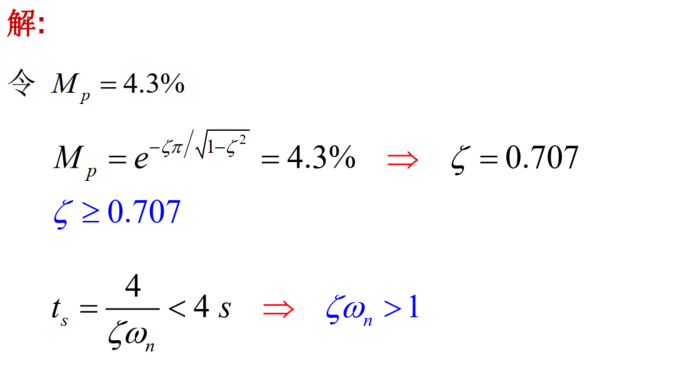 解:
令 M_p = 4.3%
M_p = e^{-ζπ/√(1-ζ²)} = 4.3% ⇒ ζ = 0.707
ζ ≥ 0.707
t_s = 4/(ζω_n) < 4 s ⇒ ζω_n > 1